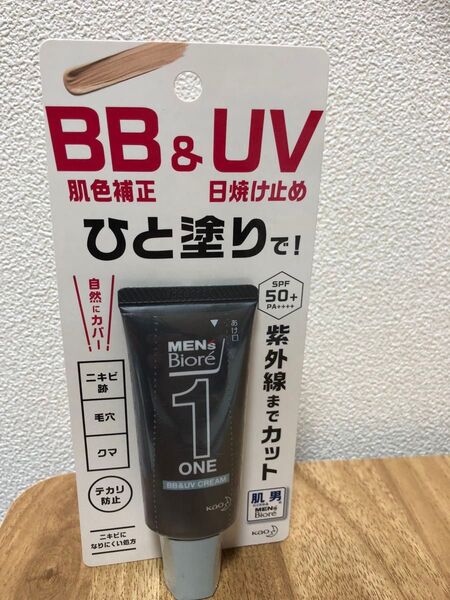 BB & UV
肌色補正 日焼け止め
ひと塗りで!
自然にカバー
SPF
50+
PA++++
紫外線までカット
あけ口
MEN's
Bioré
1
ONE
BB&UV CREAM
Kao
ニキビ
跡
毛穴
クマ
テカリ
防止
ニキビに
なりにくい処方
肌 男
MEN's
Bioré
Kao